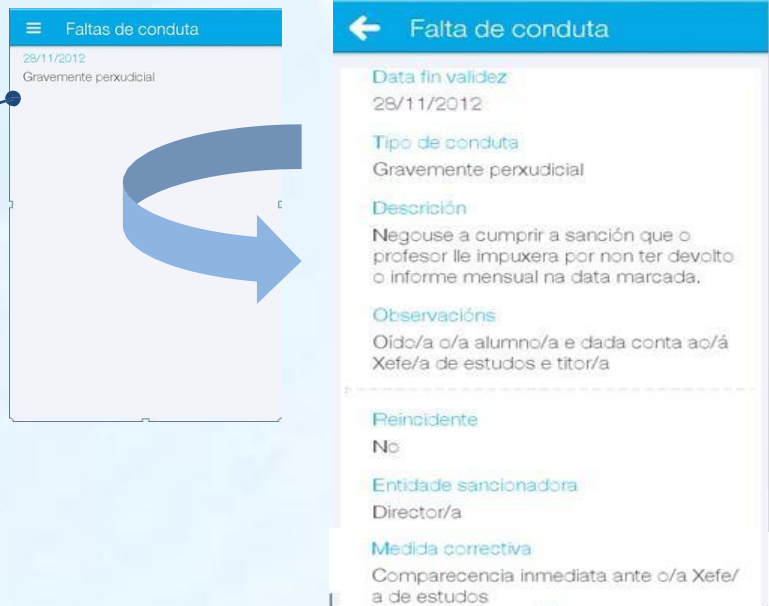 Faltas de conduta
28/11/2012
Gravemente perxudicial
Falta de conduta
Data fin validez
28/11/2012
Tipo de conduta
Gravemente perxudicial
Descrición
Negouse a cumprir a sanción que o
profesor lle impuxera por non ter devolto
o informe mensual na data marcada.
Observacións
Oído/a o/a alumno/a e dada conta ao/á
Xefe/a de estudos e titor/a
Reincidente
No
Entidade sancionadora
Director/a
Medida correctiva
Comparecencia inmediata ante o/a Xefe/
a de estudos